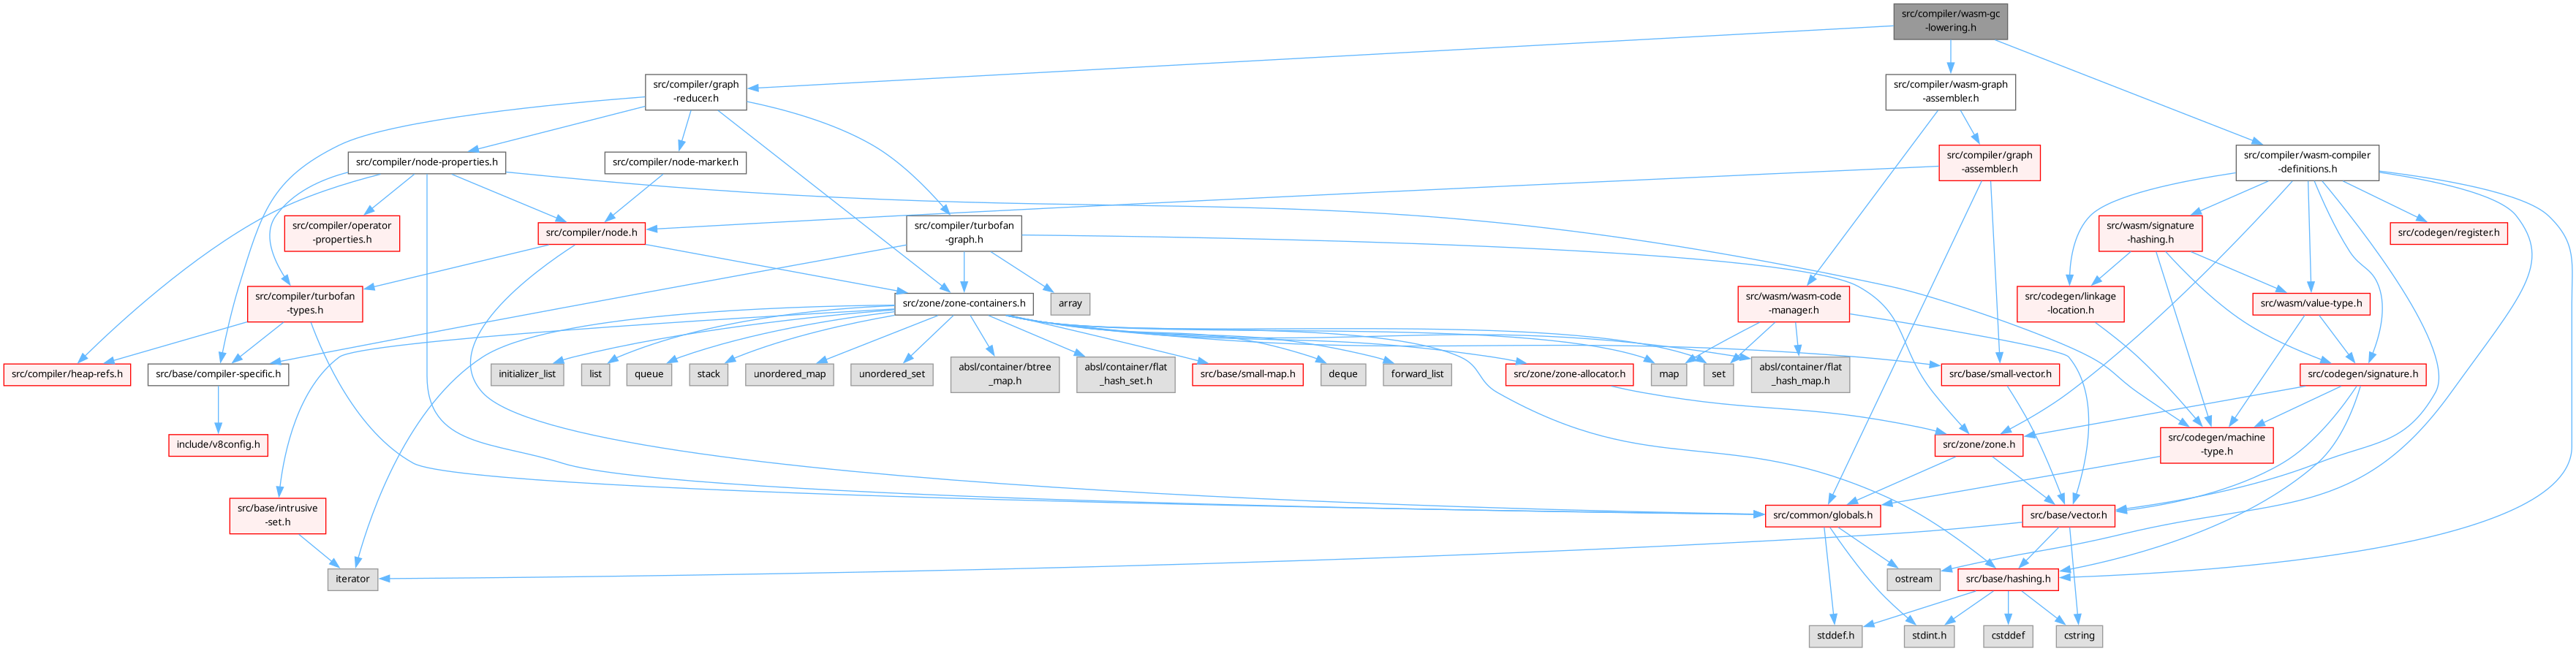 src/compiler/wasm-gc
-lowering.h
src/compiler/graph
-reducer.h
src/compiler/wasm-graph
-assembler.h
src/compiler/node-properties.h
src/compiler/node-marker.h
src/compiler/graph
-assembler.h
src/compiler/wasm-compiler
-definitions.h
src/compiler/operator
-properties.h
src/compiler/node.h
src/compiler/turbofan
-graph.h
src/wasm/signature
-hashing.h
src/codegen/register.h
src/compiler/turbofan
-types.h
src/zone/zone-containers.h
array
src/wasm/wasm-code
-manager.h
src/codegen/linkage
-location.h
src/wasm/value-type.h
src/compiler/heap-refs.h
src/base/compiler-specific.h
initializer_list
list
queue
stack
unordered_map
unordered_set
absl/container/btree
_map.h
absl/container/flat
_hash_set.h
src/base/small-map.h
deque
forward_list
src/zone/zone-allocator.h
map
set
absl/container/flat
_hash_map.h
src/base/small-vector.h
src/codegen/signature.h
include/v8config.h
src/zone/zone.h
src/codegen/machine
-type.h
src/base/intrusive
-set.h
src/common/globals.h
src/base/vector.h
iterator
ostream
src/base/hashing.h
stddef.h
stdint.h
cstddef
cstring